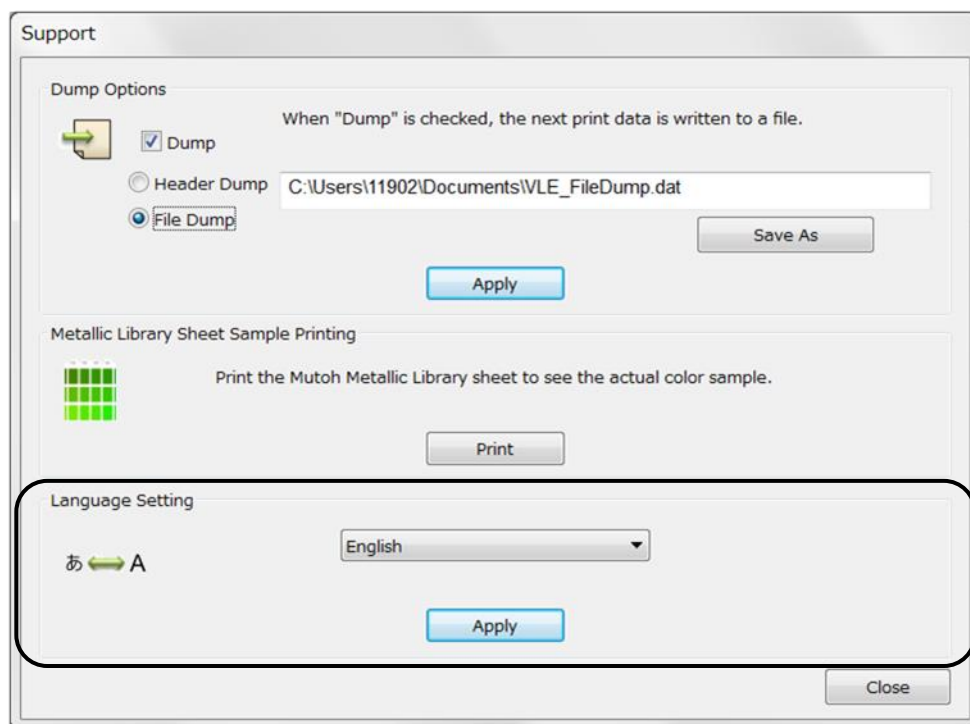 Support
Dump Options
When "Dump" is checked, the next print data is written to a file.
Dump
Header Dump
C:\Users\11902\Documents\VLE_FileDump.dat
File Dump
Save As
Apply
Metallic Library Sheet Sample Printing
Print the Mutoh Metallic Library sheet to see the actual color sample.
Print
Language Setting
English
あ A
Apply
Close